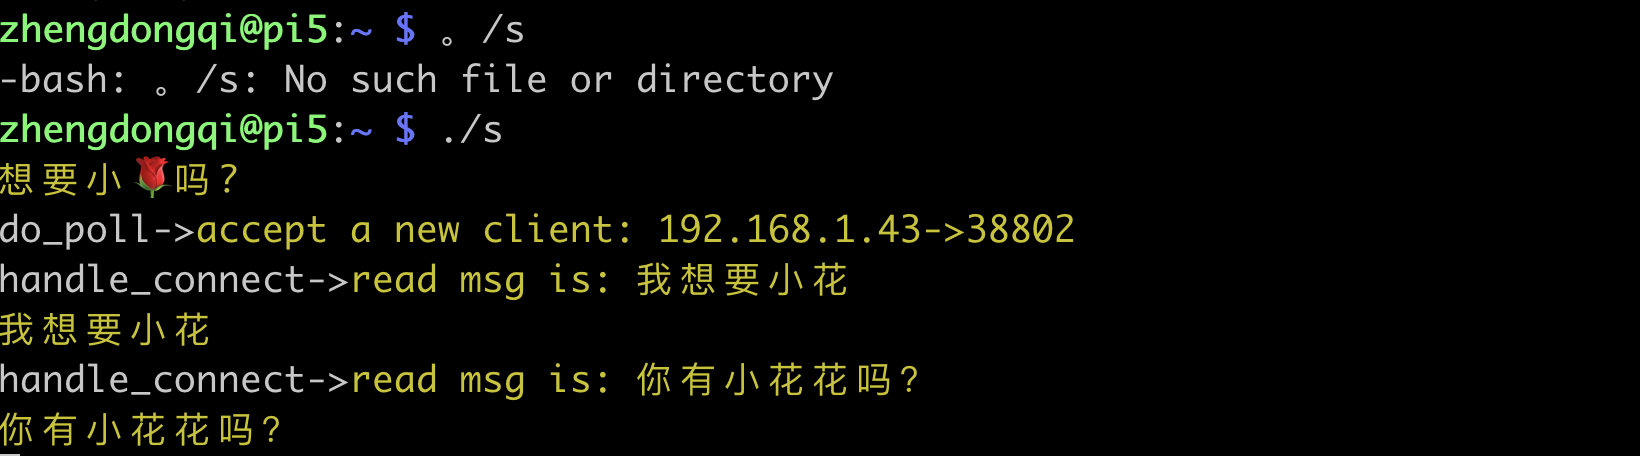 zhengdongqi@pi5:~ $ 。/s
-bash: 。/s: No such file or directory
zhengdongqi@pi5:~ $ ./s
想要小🌹吗?
do_poll->accept a new client: 192.168.1.43->38802
handle_connect->read msg is: 我想要小花
我想要小花
handle_connect->read msg is: 你有小花花吗?
你有小花花吗?